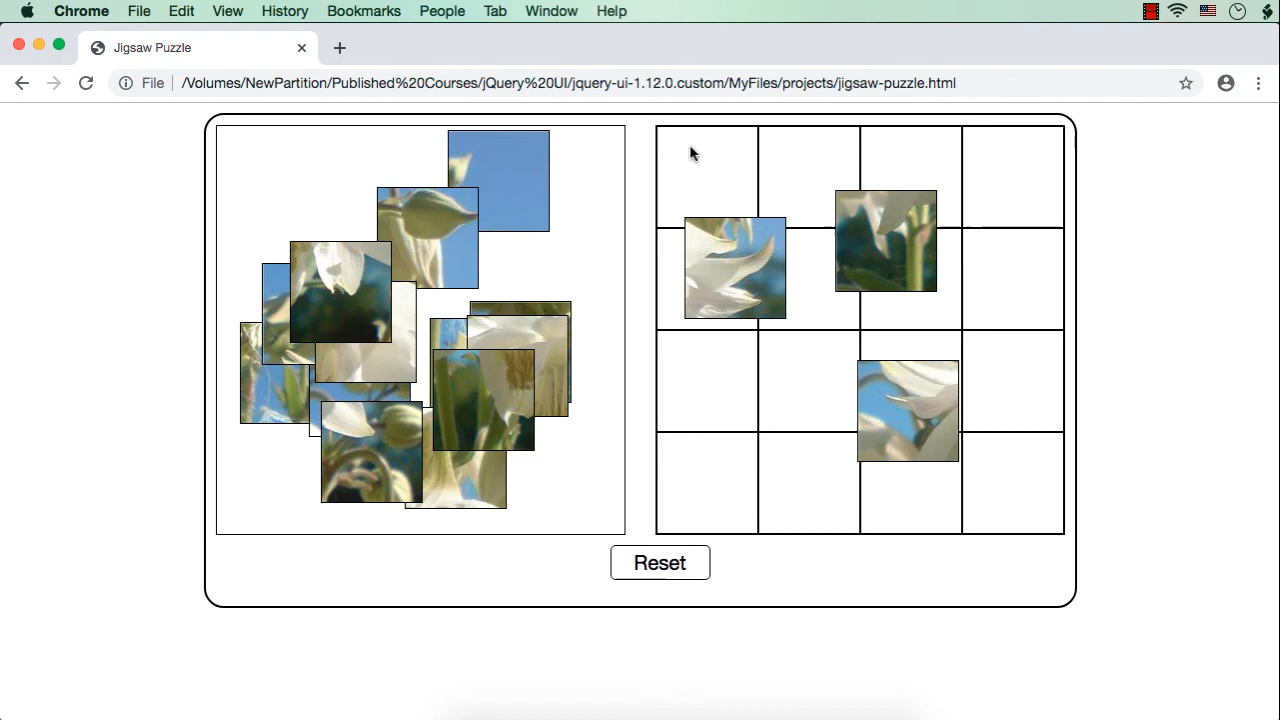 Chrome File Edit View History Bookmarks People Tab Window Help
Jigsaw Puzzle
File /Volumes/NewPartition/Published%20Courses/jQuery%20UI/jquery-ui-1.12.0.custom/MyFiles/projects/jigsaw-puzzle.html
Reset